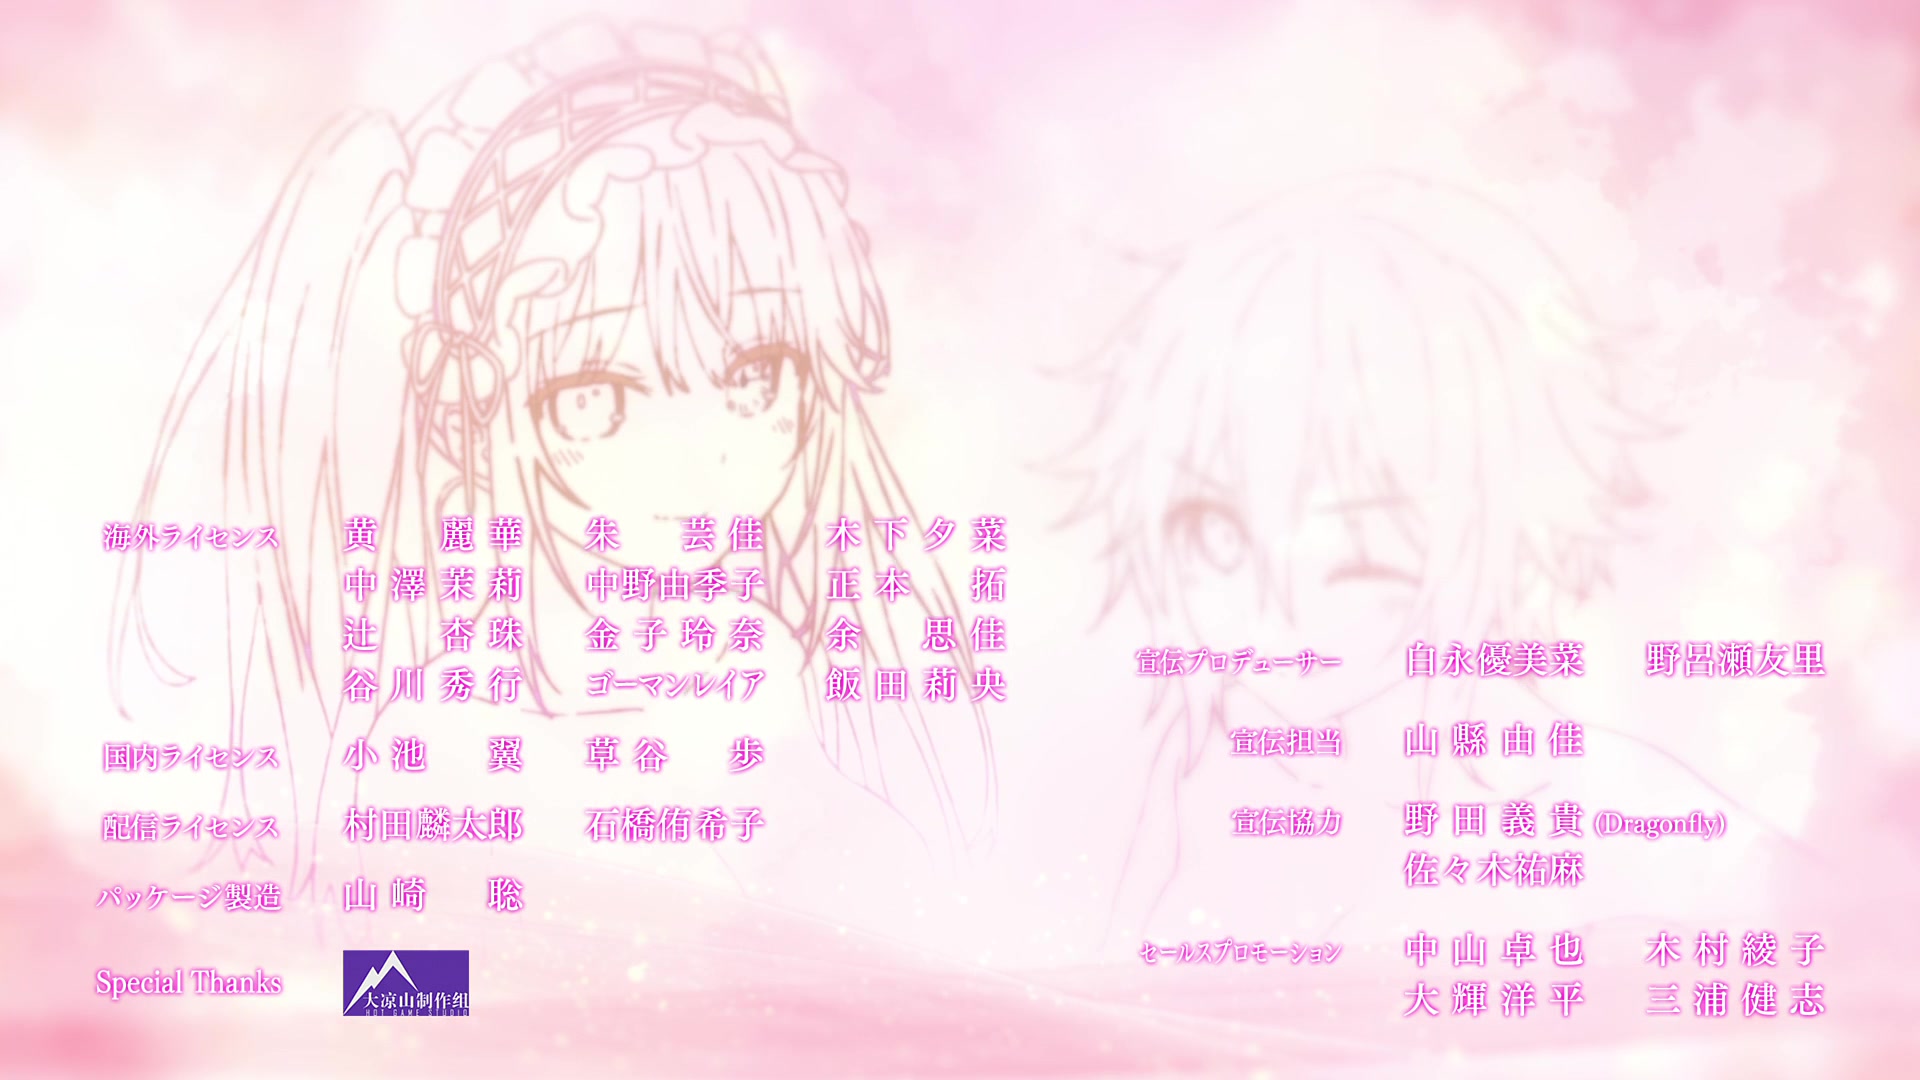 海外ライセンス 黄麗華 朱芸佳 木下夕菜
中澤茉莉 中野由季子 正本拓
辻杏珠 金子玲奈 余思佳
谷川秀行 ゴーマンレイア 飯田莉央
国内ライセンス 小池翼 草谷歩
配信ライセンス 村田麟太郎 石橋侑希子
パッケージ製造 山崎聡
Special Thanks
大凉山制作组
HOT GAME STUDIO
宣伝プロデューサー 白永優美菜 野呂瀬友里
宣伝担当 山縣由佳
宣伝協力 野田義貴 (Dragonfly)
佐々木祐麻
セールスプロモーション 中山卓也 木村綾子
大輝洋平 三浦健志